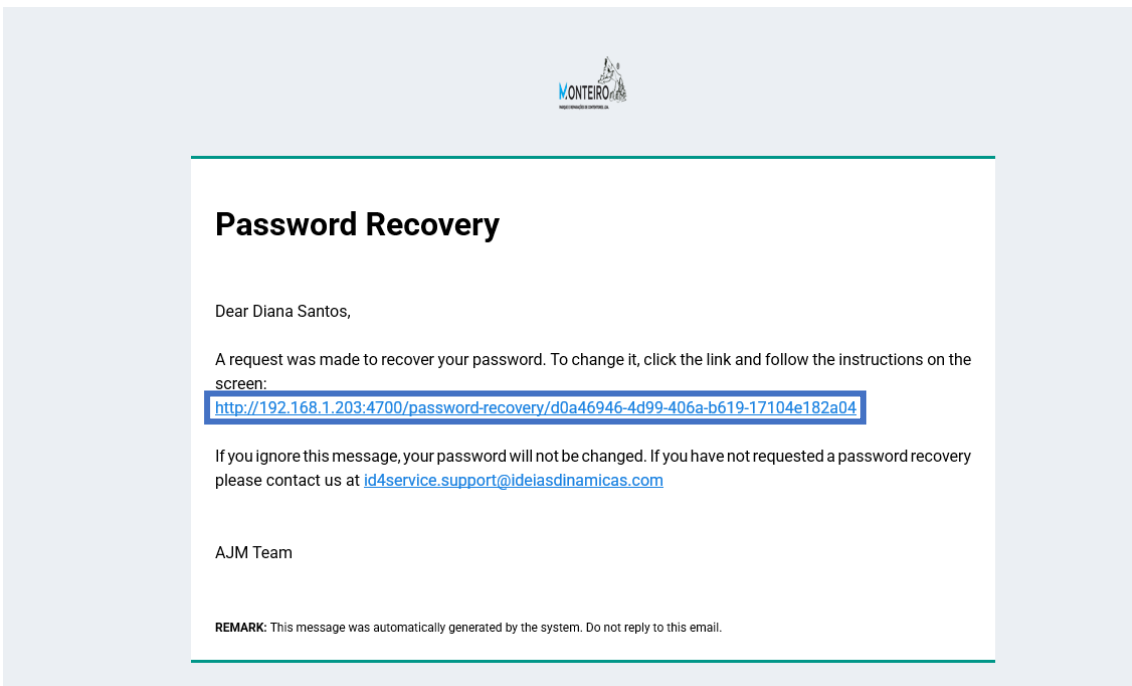 MONTEIRO
Password Recovery
Dear Diana Santos,
A request was made to recover your password. To change it, click the link and follow the instructions on the
screen:
http://192.168.1.203:4700/password-recovery/d0a46946-4d99-406a-b619-17104e182a04
If you ignore this message, your password will not be changed. If you have not requested a password recovery
please contact us at id4service.support@ideiasdinamicas.com
AJM Team
REMARK: This message was automatically generated by the system. Do not reply to this email.